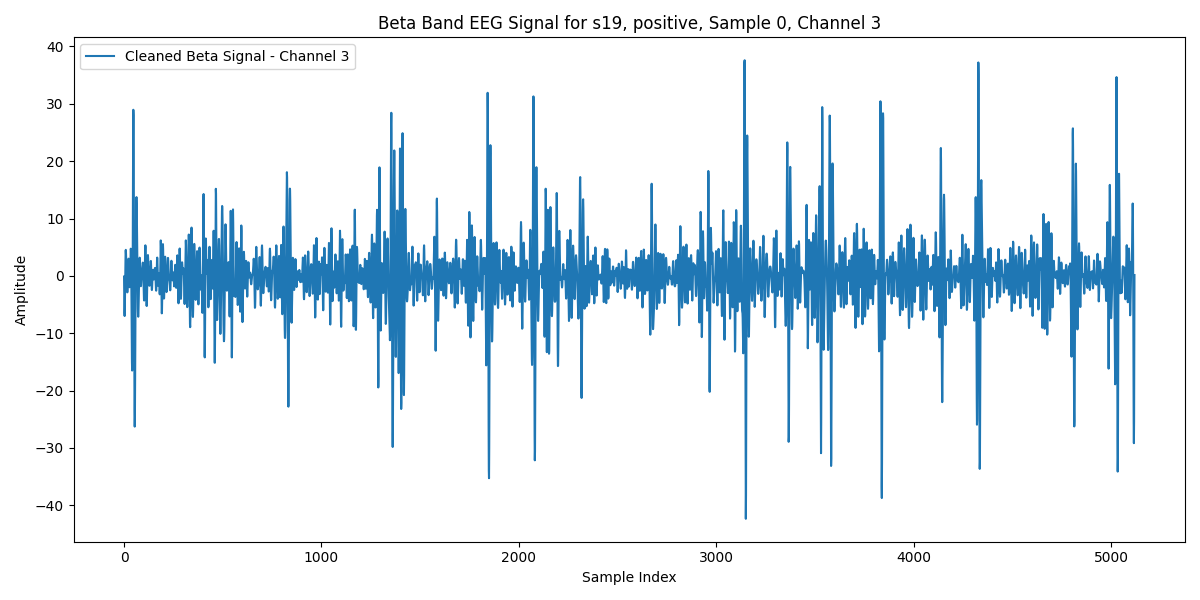 Beta Band EEG Signal for s19, positive, Sample 0, Channel 3
Cleaned Beta Signal - Channel 3
Amplitude
40
30
20
10
0
−10
−20
−30
−40
0 1000 2000 3000 4000 5000
Sample Index